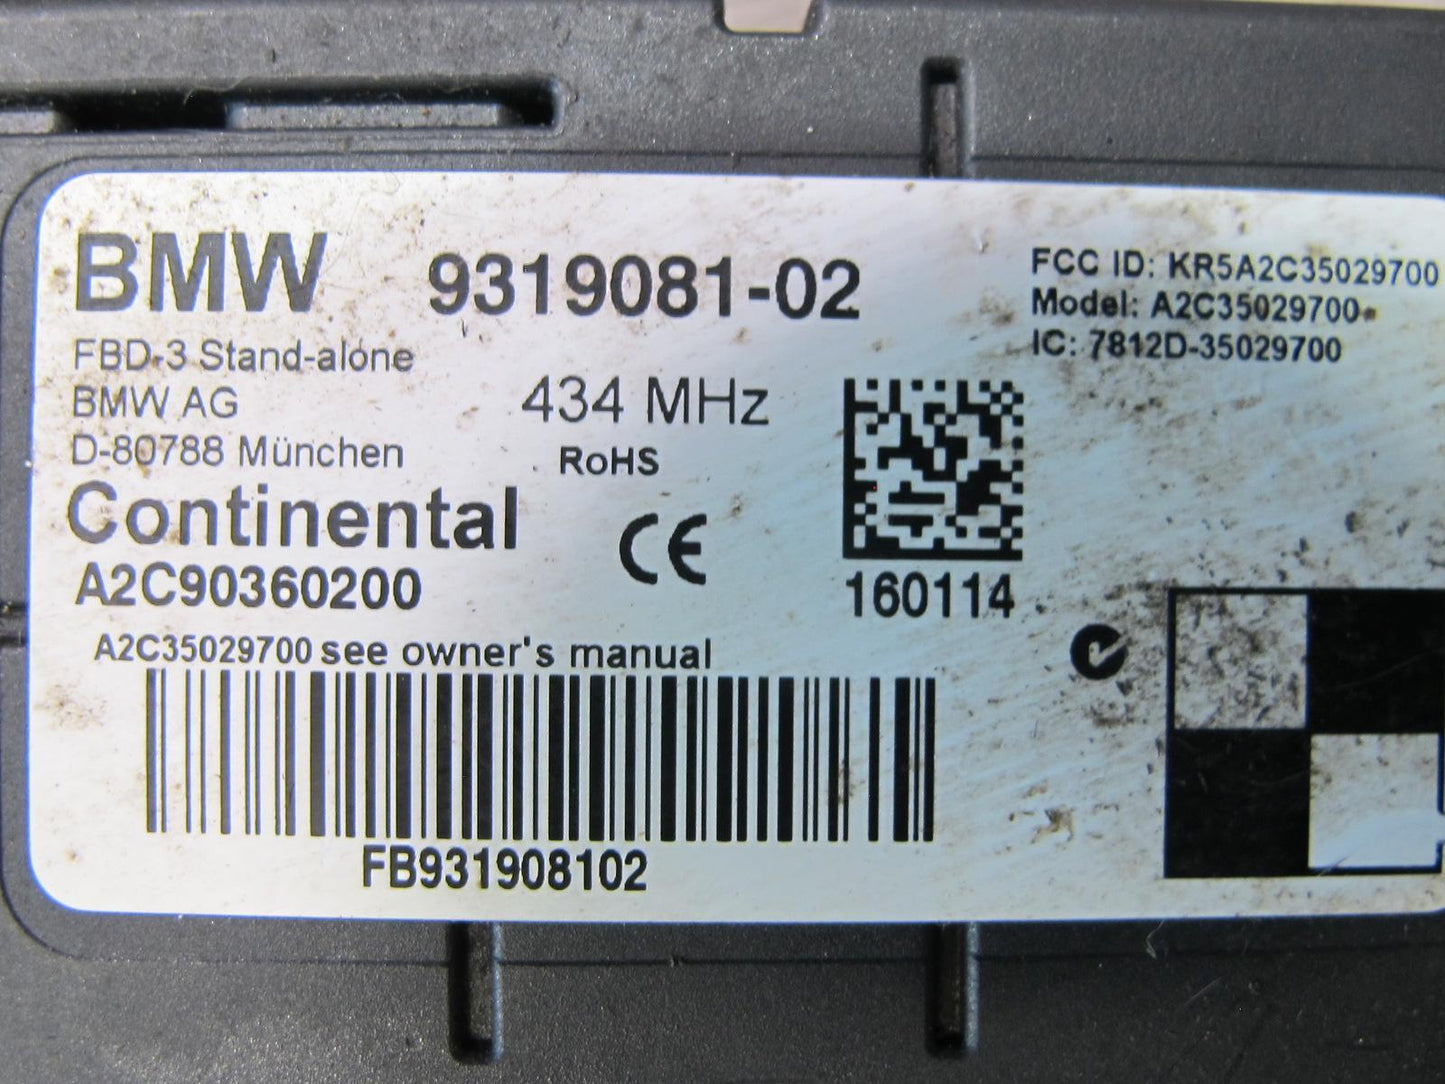 BMW 9319081-02
FBD-3 Stand-alone
BMW AG
D-80788 München
434 MHz
RoHS
Continental
A2C90360200
CE
FCC ID: KR5A2C35029700
Model: A2C35029700
IC: 7812D-35029700
160114
A2C35029700 see owner's manual
FB931908102